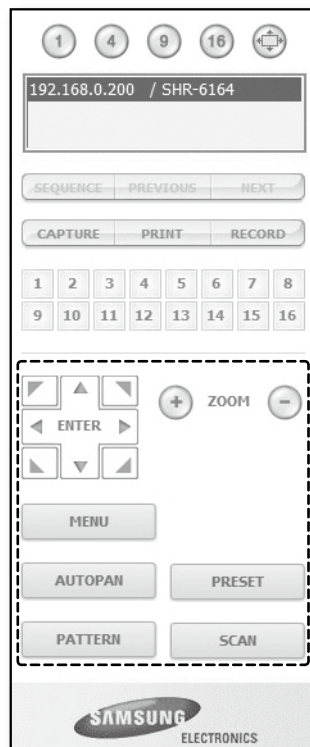 1 4 9 16
192.168.0.200 / SHR-6164
SEQUENCE PREVIOUS NEXT
CAPTURE PRINT RECORD
1 2 3 4 5 6 7 8
9 10 11 12 13 14 15 16
+ ZOOM -
ENTER
MENU
AUTOPAN PRESET
PATTERN SCAN
SAMSUNG
ELECTRONICS